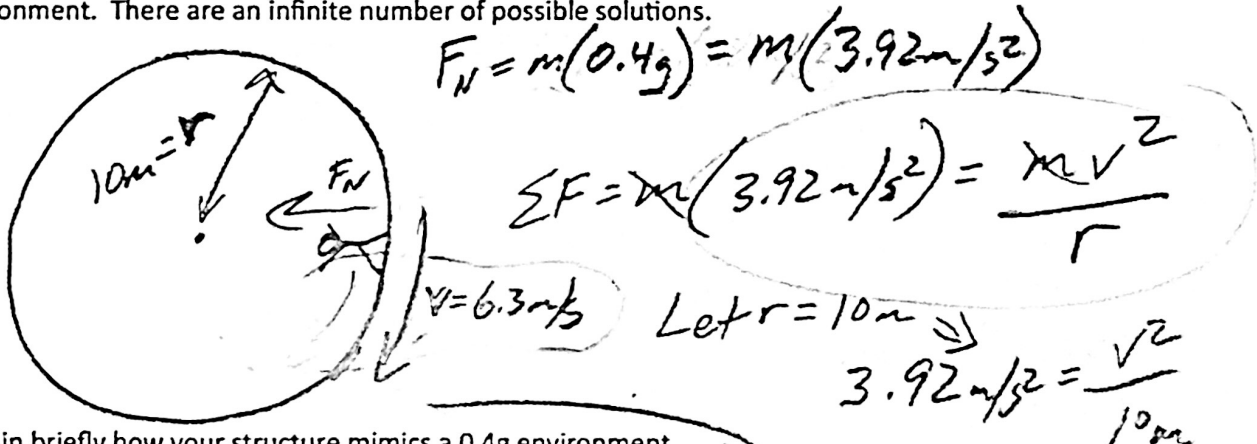 onment. There are an infinite number of possible solutions.
F_N = m(0.4g) = m(3.92m/s²)
10m = r
F_N
ΣF = m(3.92m/s²) = mv²/r
v = 6.3m/s
Let r = 10m
3.92m/s² = v²/10m
in briefly how your structure mimics a 0.4g environment